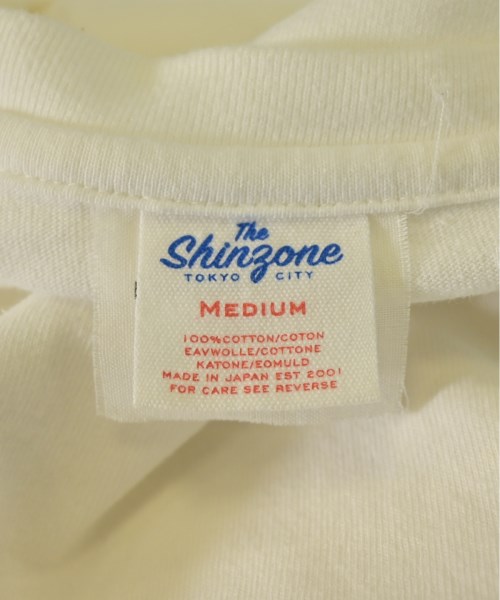 The
Shinzone
TOKYO CITY
MEDIUM
100%COTTON/COTON
EAVWOLLE/COTTONE
KATONE/EOMULD
MADE IN JAPAN EST 2001
FOR CARE SEE REVERSE